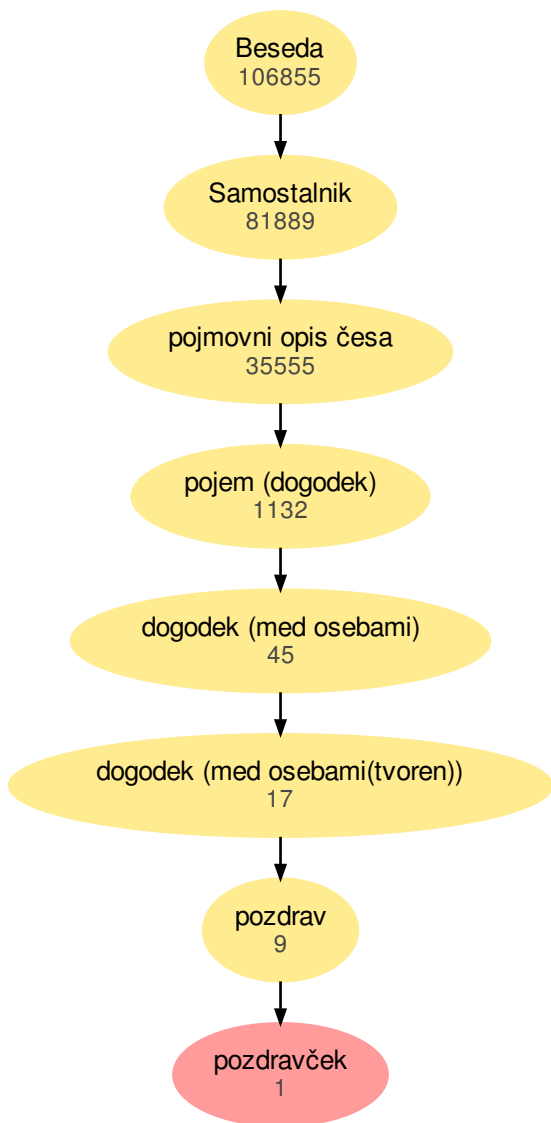 Beseda
106855
Samostalnik
81889
pojmovni opis česa
35555
pojem (dogodek)
1132
dogodek (med osebami)
45
dogodek (med osebami(tvoren))
17
pozdrav
9
pozdravček
1